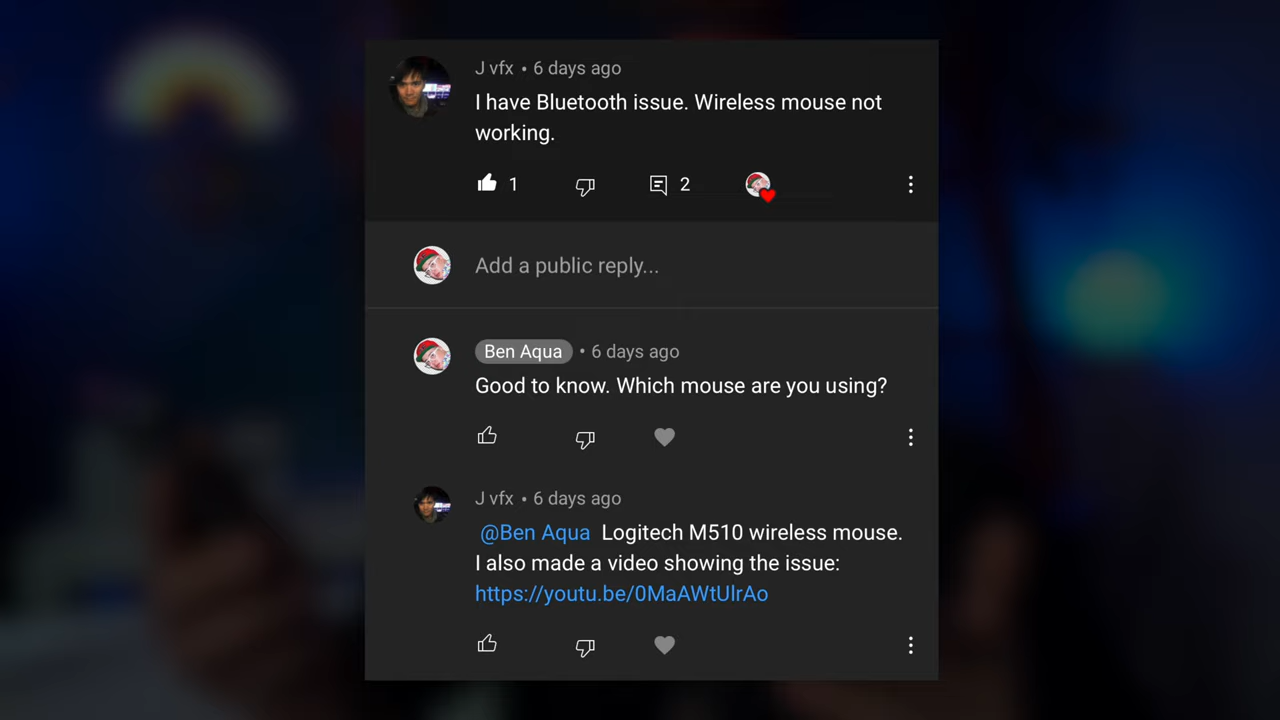 J vfx • 6 days ago
I have Bluetooth issue. Wireless mouse not
working.
1
2
Add a public reply...
Ben Aqua • 6 days ago
Good to know. Which mouse are you using?
J vfx • 6 days ago
@Ben Aqua Logitech M510 wireless mouse.
I also made a video showing the issue:
https://youtu.be/0MaAWtUlrAo